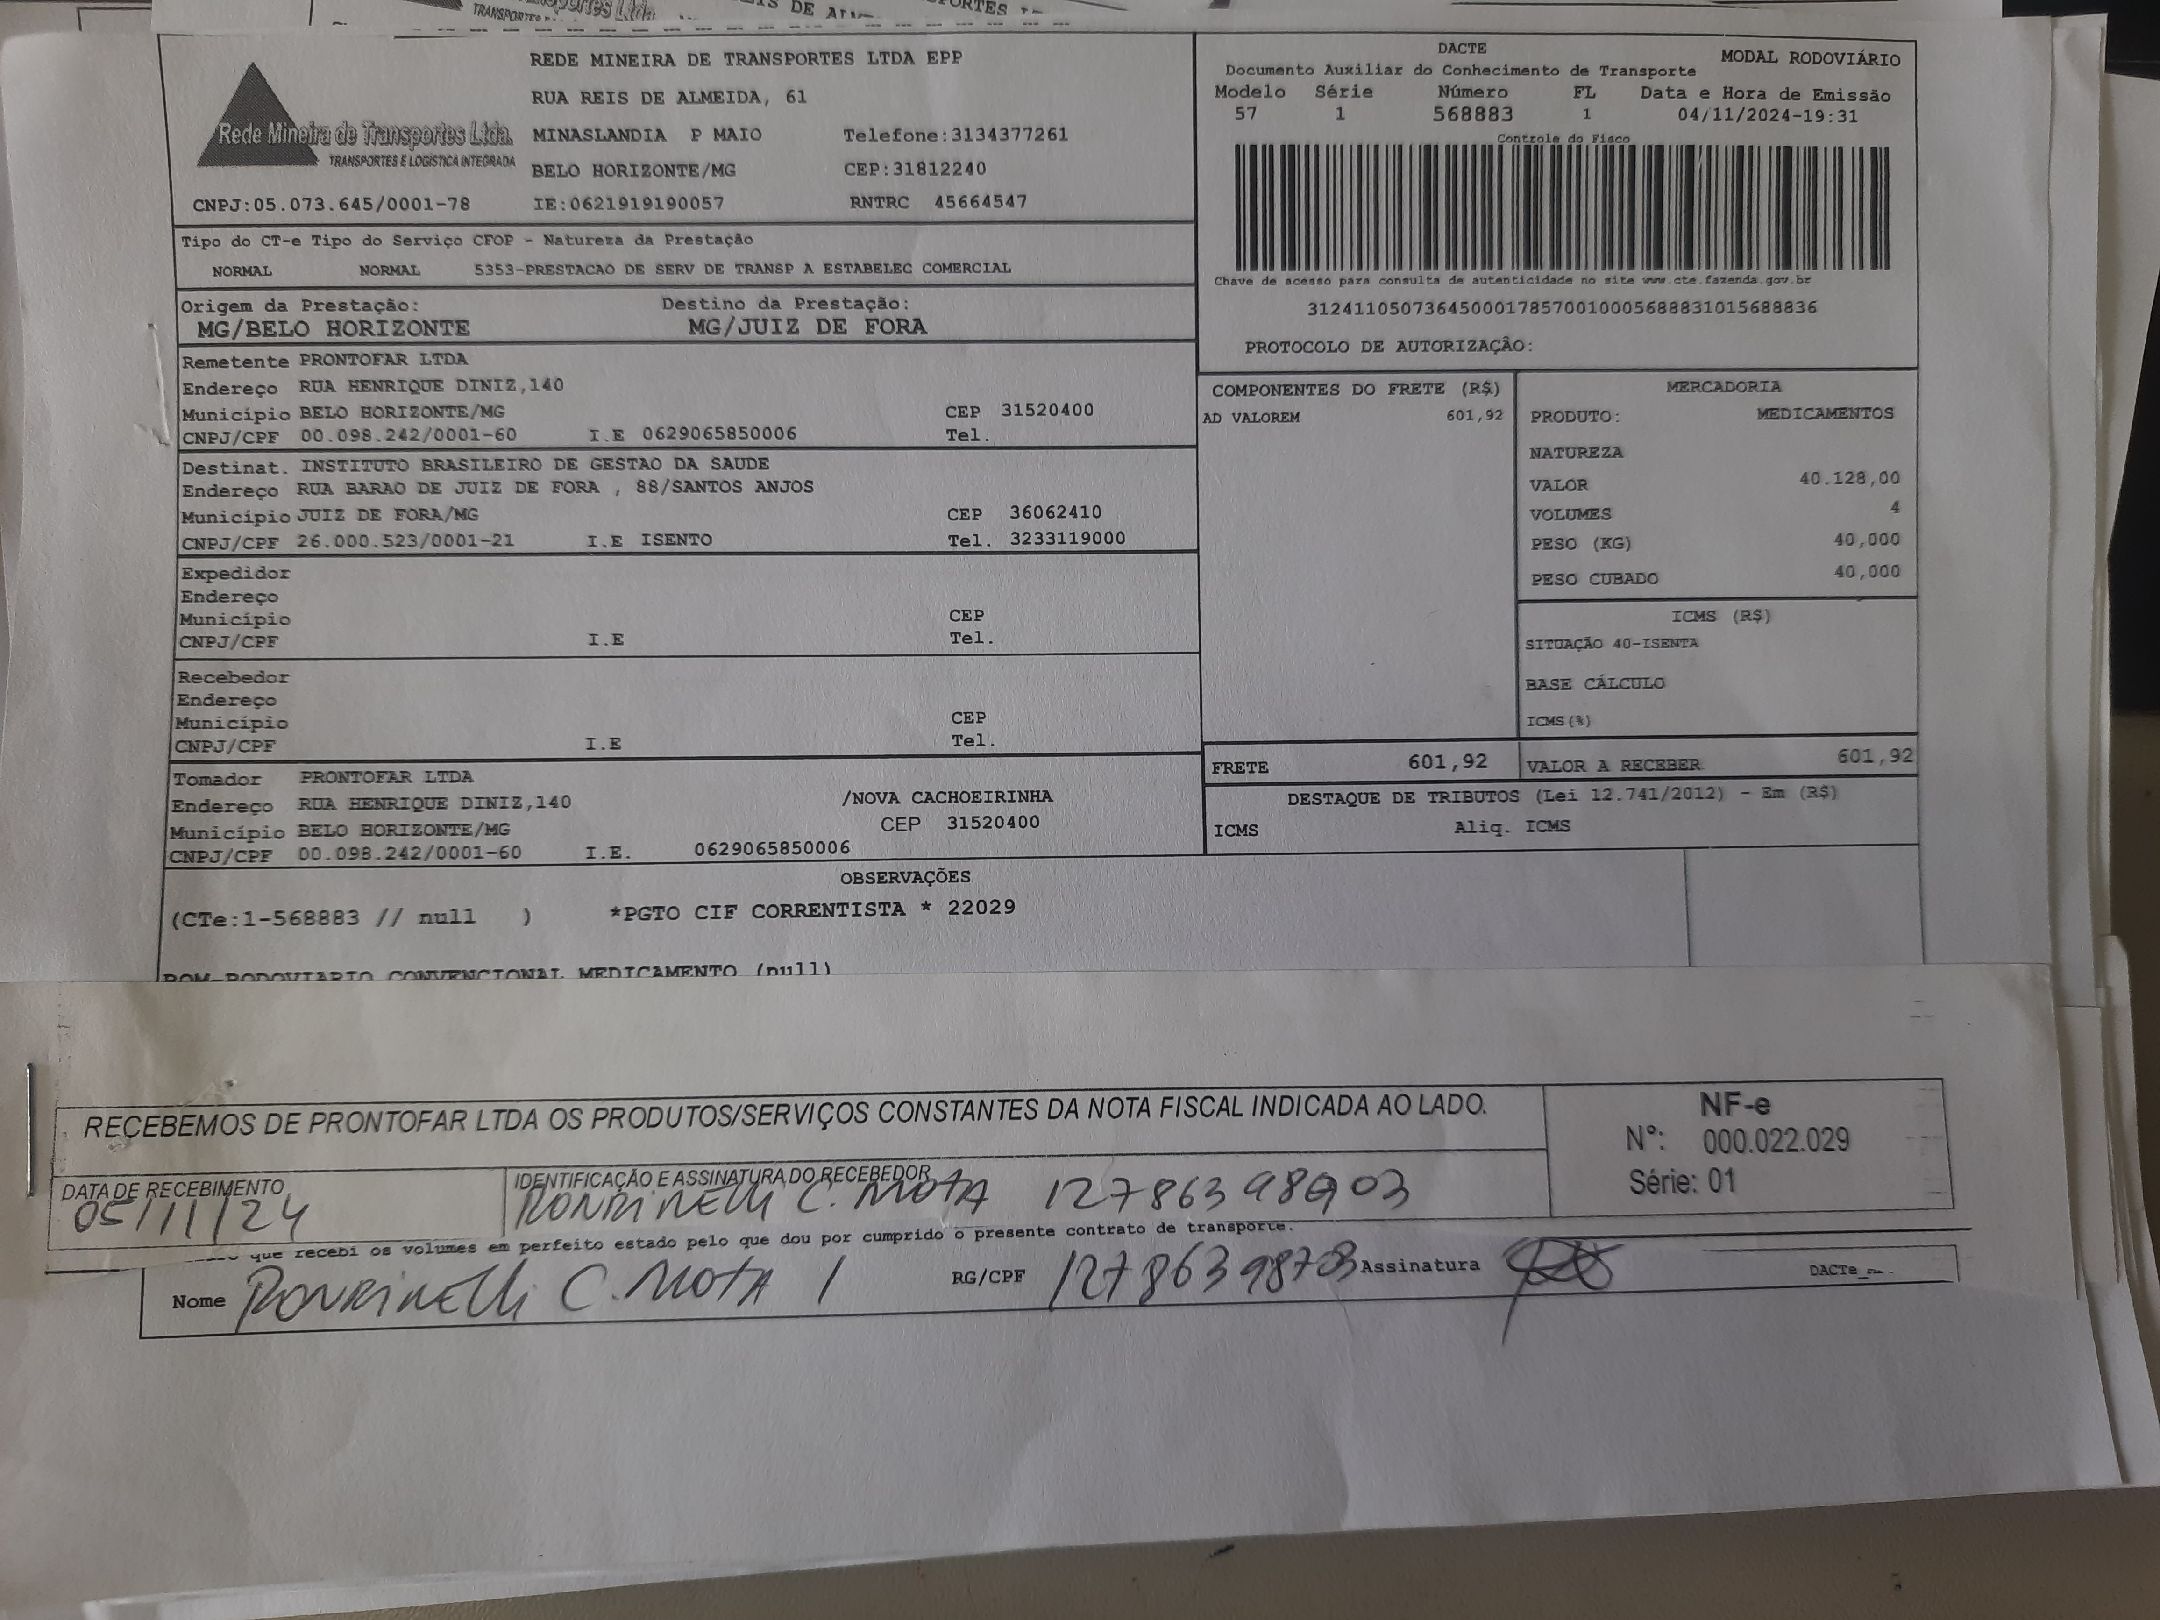 REDE MINEIRA DE TRANSPORTES LTDA EPP
RUA REIS DE ALMEIDA, 61
Rede Mineira de Transportes Ltda.
TRANSPORTES E LOGÍSTICA INTEGRADA
MINASLANDIA P MAIO Telefone:3134377261
BELO HORIZONTE/MG CEP:31812240
CNPJ:05.073.645/0001-78 IE:0621919190057 RNTRC 45664547
DACTE MODAL RODOVIÁRIO
Documento Auxiliar do Conhecimento de Transporte
Modelo Série Número FL Data e Hora de Emissão
57 1 568883 1 04/11/2024-19:31
Controle do Fisco
Chave de acesso para consulta de autenticidade no site www.cte.fazenda.gov.br
31241105073645000178570010005688831015688836
PROTOCOLO DE AUTORIZAÇÃO:
Tipo do CT-e Tipo do Serviço CFOP - Natureza da Prestação
NORMAL NORMAL 5353-PRESTACAO DE SERV DE TRANSP A ESTABELEC COMERCIAL
Origem da Prestação: Destino da Prestação:
MG/BELO HORIZONTE MG/JUIZ DE FORA
Remetente PRONTOFAR LTDA
Endereço RUA HENRIQUE DINIZ,140
Município BELO HORIZONTE/MG CEP 31520400
CNPJ/CPF 00.098.242/0001-60 I.E 0629065850006 Tel.
Destinat. INSTITUTO BRASILEIRO DE GESTAO DA SAUDE
Endereço RUA BARAO DE JUIZ DE FORA , 88/SANTOS ANJOS
Município JUIZ DE FORA/MG CEP 36062410
CNPJ/CPF 26.000.523/0001-21 I.E ISENTO Tel. 3233119000
Expedidor
Endereço
Município CEP
CNPJ/CPF I.E Tel.
Recebedor
Endereço
Município CEP
CNPJ/CPF I.E Tel.
Tomador PRONTOFAR LTDA
Endereço RUA HENRIQUE DINIZ,140 /NOVA CACHOEIRINHA
Município BELO HORIZONTE/MG CEP 31520400
CNPJ/CPF 00.098.242/0001-60 I.E. 0629065850006
COMPONENTES DO FRETE (R$)
AD VALOREM 601,92
MERCADORIA
PRODUTO: MEDICAMENTOS
NATUREZA
VALOR 40.128,00
VOLUMES 4
PESO (KG) 40,000
PESO CUBADO 40,000
ICMS (R$)
SITUAÇÃO 40-ISENTA
BASE CÁLCULO
ICMS(%)
FRETE 601,92 VALOR A RECEBER 601,92
DESTAQUE DE TRIBUTOS (Lei 12.741/2012) - Em (R$)
ICMS Aliq. ICMS
OBSERVAÇÕES
(CTe:1-568883 // null ) *PGTO CIF CORRENTISTA * 22029
ROM-RODOVIARIO CONVENCIONAL MEDICAMENTO (null)
RECEBEMOS DE PRONTOFAR LTDA OS PRODUTOS/SERVIÇOS CONSTANTES DA NOTA FISCAL INDICADA AO LADO.
NF-e
Nº: 000.022.029
Série: 01
DATA DE RECEBIMENTO IDENTIFICAÇÃO E ASSINATURA DO RECEBEDOR
05/11/24 RONRINELLI C. MOTA
que recebi os volumes em perfeito estado pelo que dou por cumprido o presente contrato de transporte.
Nome RONRINELLI C. MOTA RG/CPF Assinatura DACTe